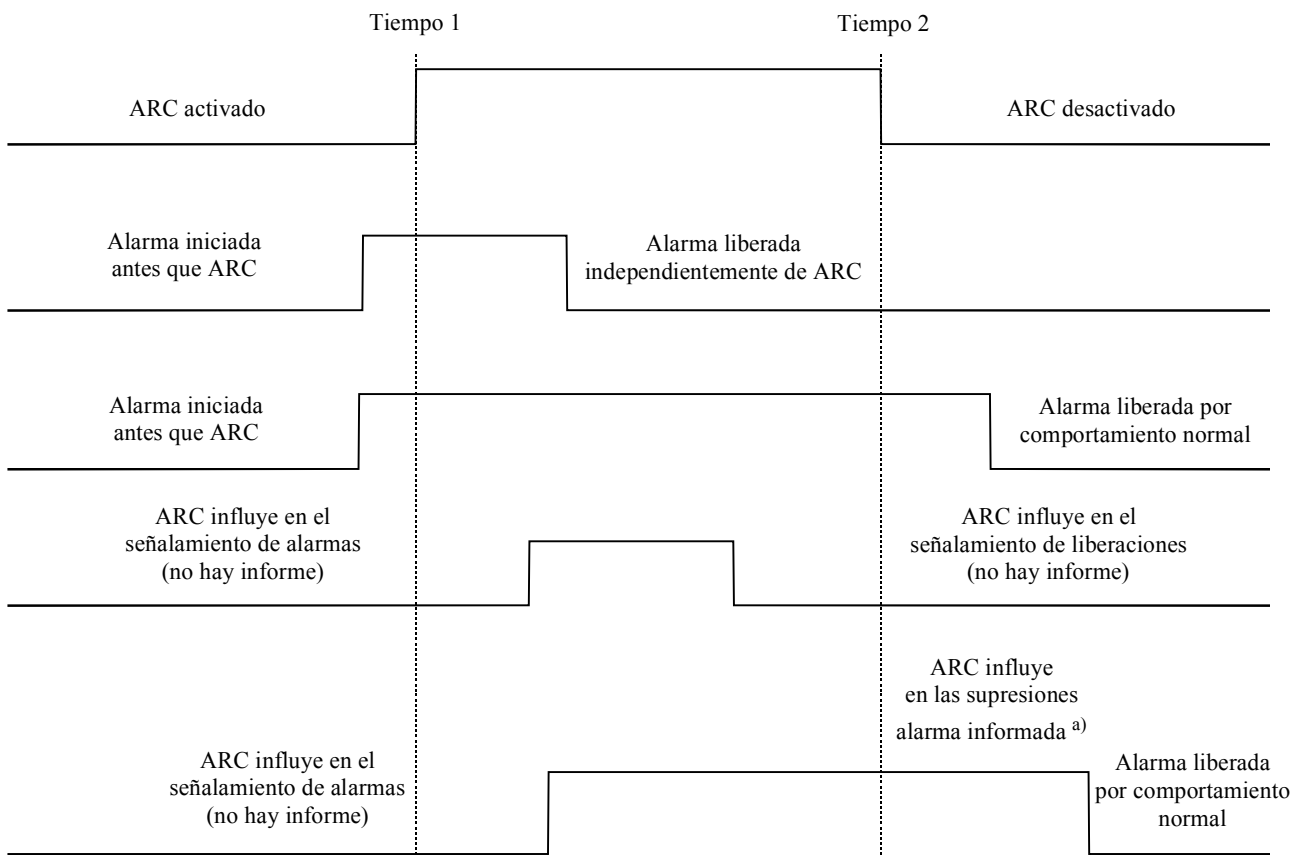 Tiempo 1
Tiempo 2
ARC activado
ARC desactivado
Alarma iniciada
antes que ARC
Alarma liberada
independientemente de ARC
Alarma iniciada
antes que ARC
Alarma liberada por
comportamiento normal
ARC influye en el
señalamiento de alarmas
(no hay informe)
ARC influye en el
señalamiento de liberaciones
(no hay informe)
ARC influye
en las supresiones
alarma informada a)
ARC influye en el
señalamiento de alarmas
(no hay informe)
Alarma liberada
por comportamiento
normal